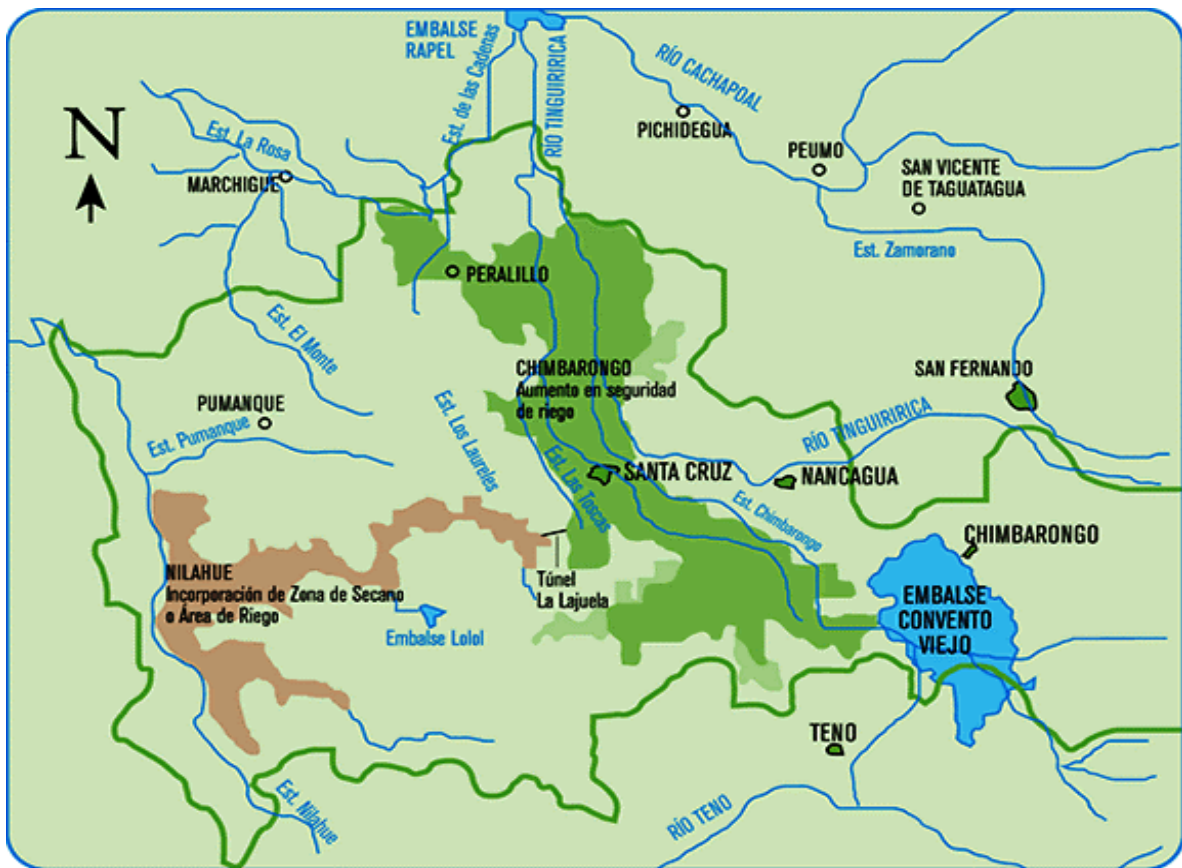 EMBALSE
RAPEL
Est. de las Cadenas
RÍO TINGUIRIRICA
RÍO CACHAPOAL
N
Est. La Rosa
PICHIDEGUA
PEUMO
SAN VICENTE
DE TAGUATAGUA
MARCHIGUE
Est. Zamorano
PERALILLO
Est. El Monte
CHIMBARONGO
Aumento en seguridad
de riego
SAN FERNANDO
PUMANQUE
Est. Pumanque
Est. Los Laureles
RÍO TINGUIRIRICA
Est. Las Toscas
SANTA CRUZ
NANCAGUA
Est. Chimbarongo
CHIMBARONGO
NILAHUE
Incorporación de Zona de Secano
o Área de Riego
Túnel
La Lajuela
EMBALSE
CONVENTO
VIEJO
Embalse Lolol
TENO
Est. Nilahue
RÍO TENO